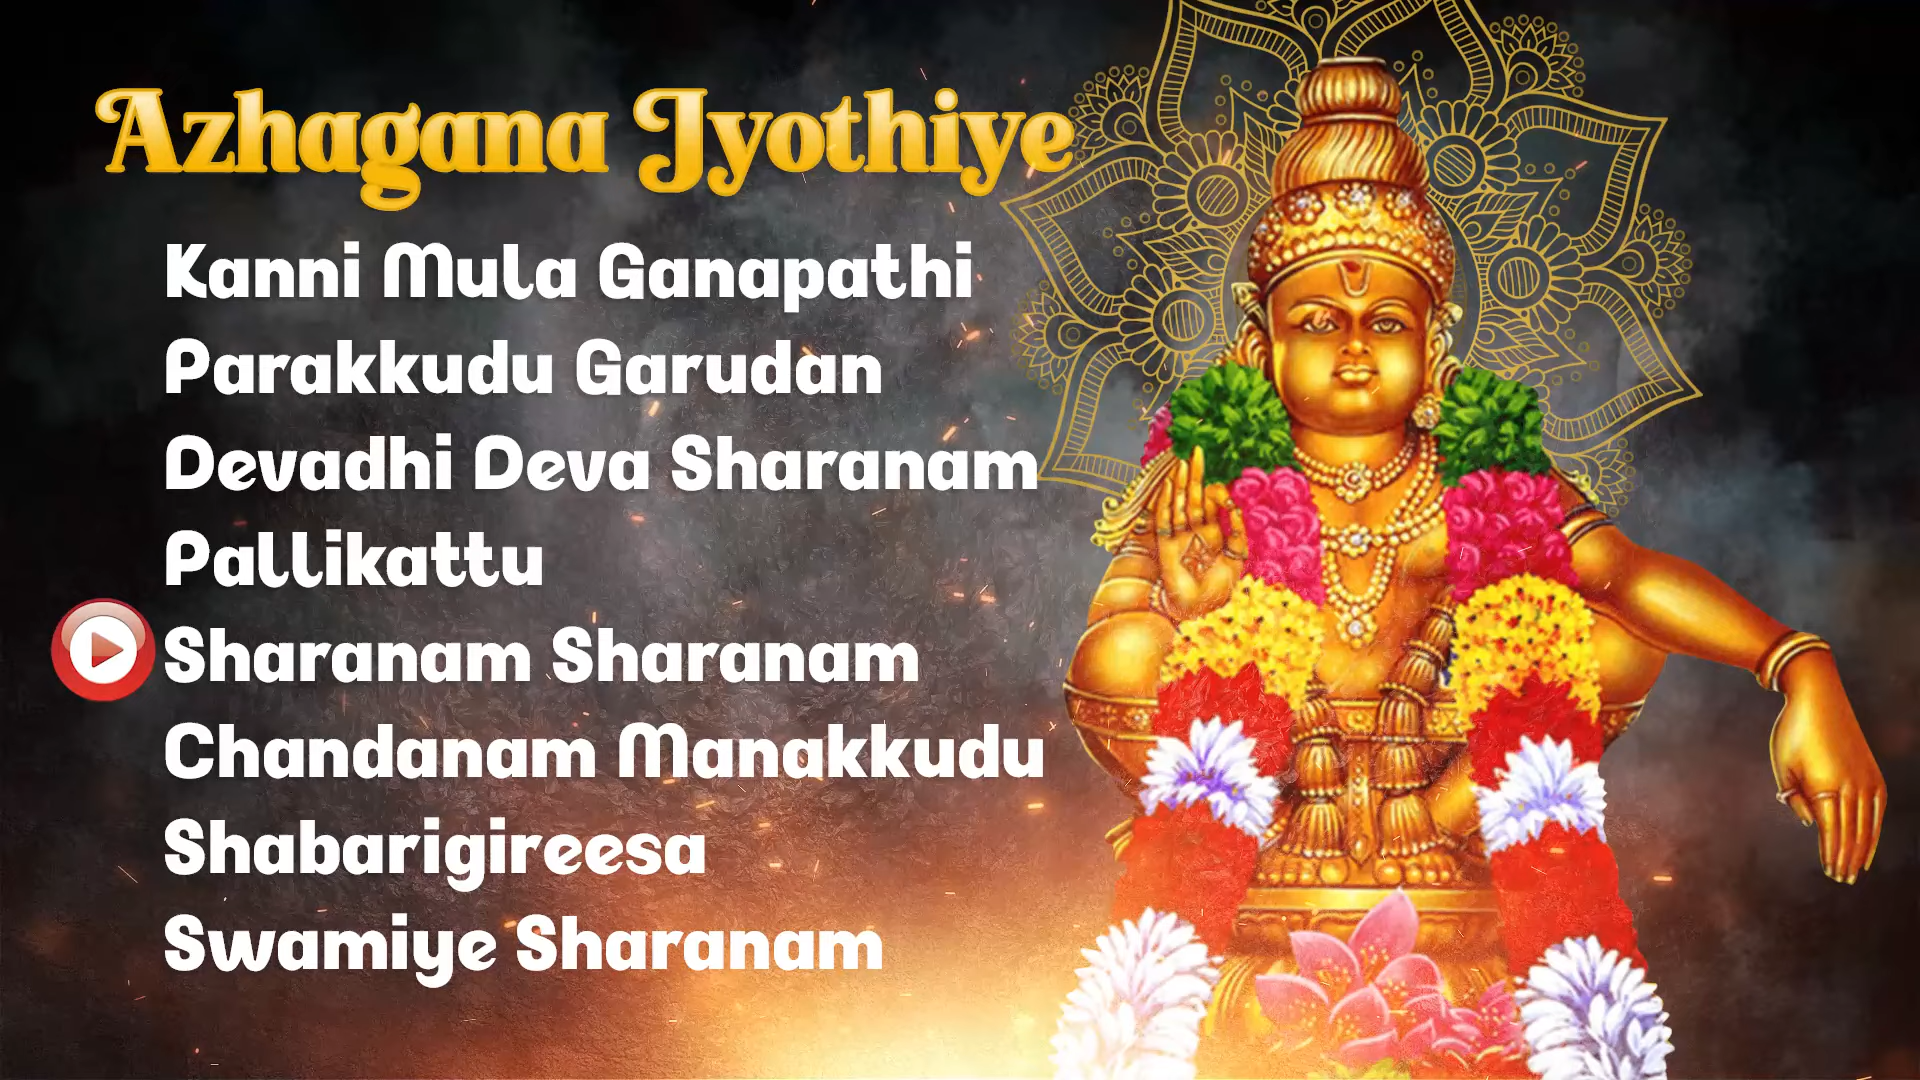 Azhagana Jyothiye
Kanni Mula Ganapathi
Parakkudu Garudan
Devadhi Deva Sharanam
Pallikattu
Sharanam Sharanam
Chandanam Manakkudu
Shabarigireesa
Swamiye Sharanam